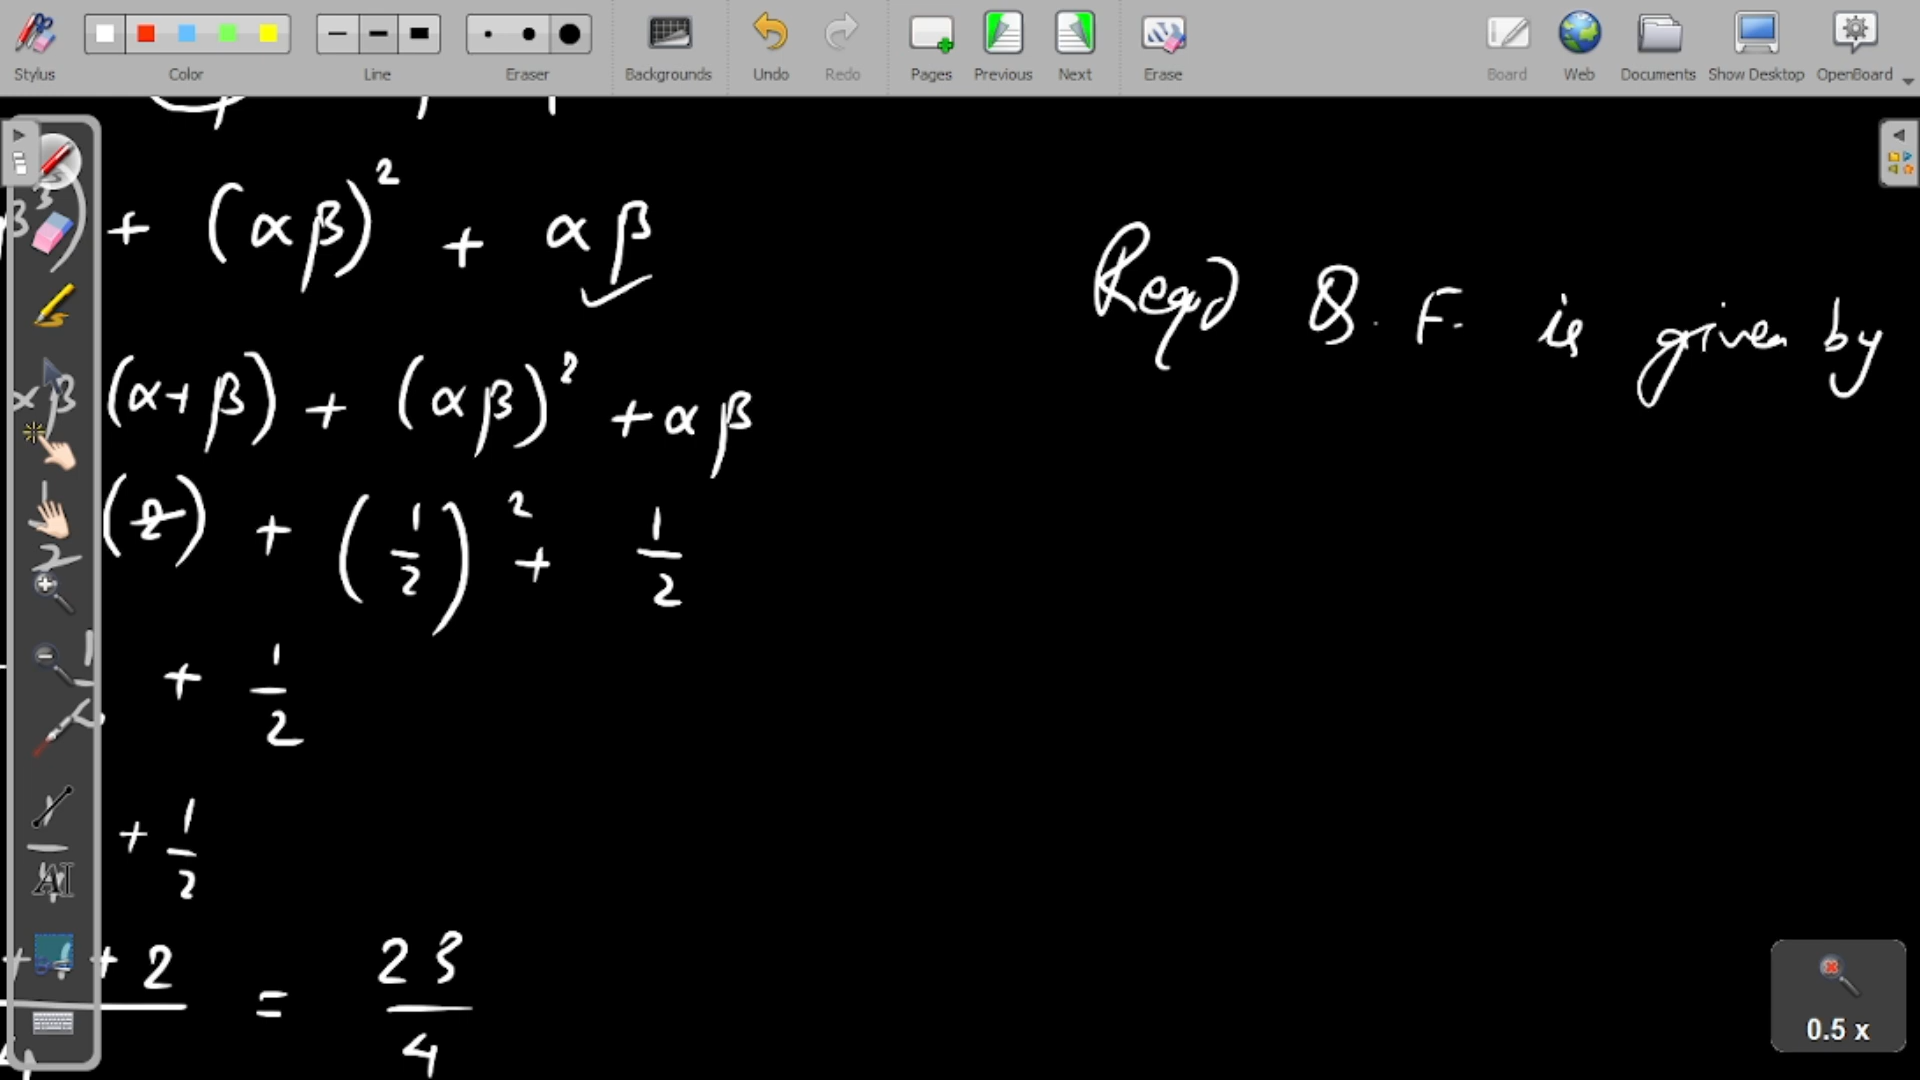 Stylus Color Line Eraser Backgrounds Undo Redo Pages Previous Next Erase Board Web Documents Show Desktop OpenBoard
β³) + (αβ)² + αβ
αβ (α+β) + (αβ)² + αβ
(2) + (1/2)² + 1/2
+ 1/2
+ 1/2
+ 2 = 23/4
Reqd Q.F. is given by
0.5 x